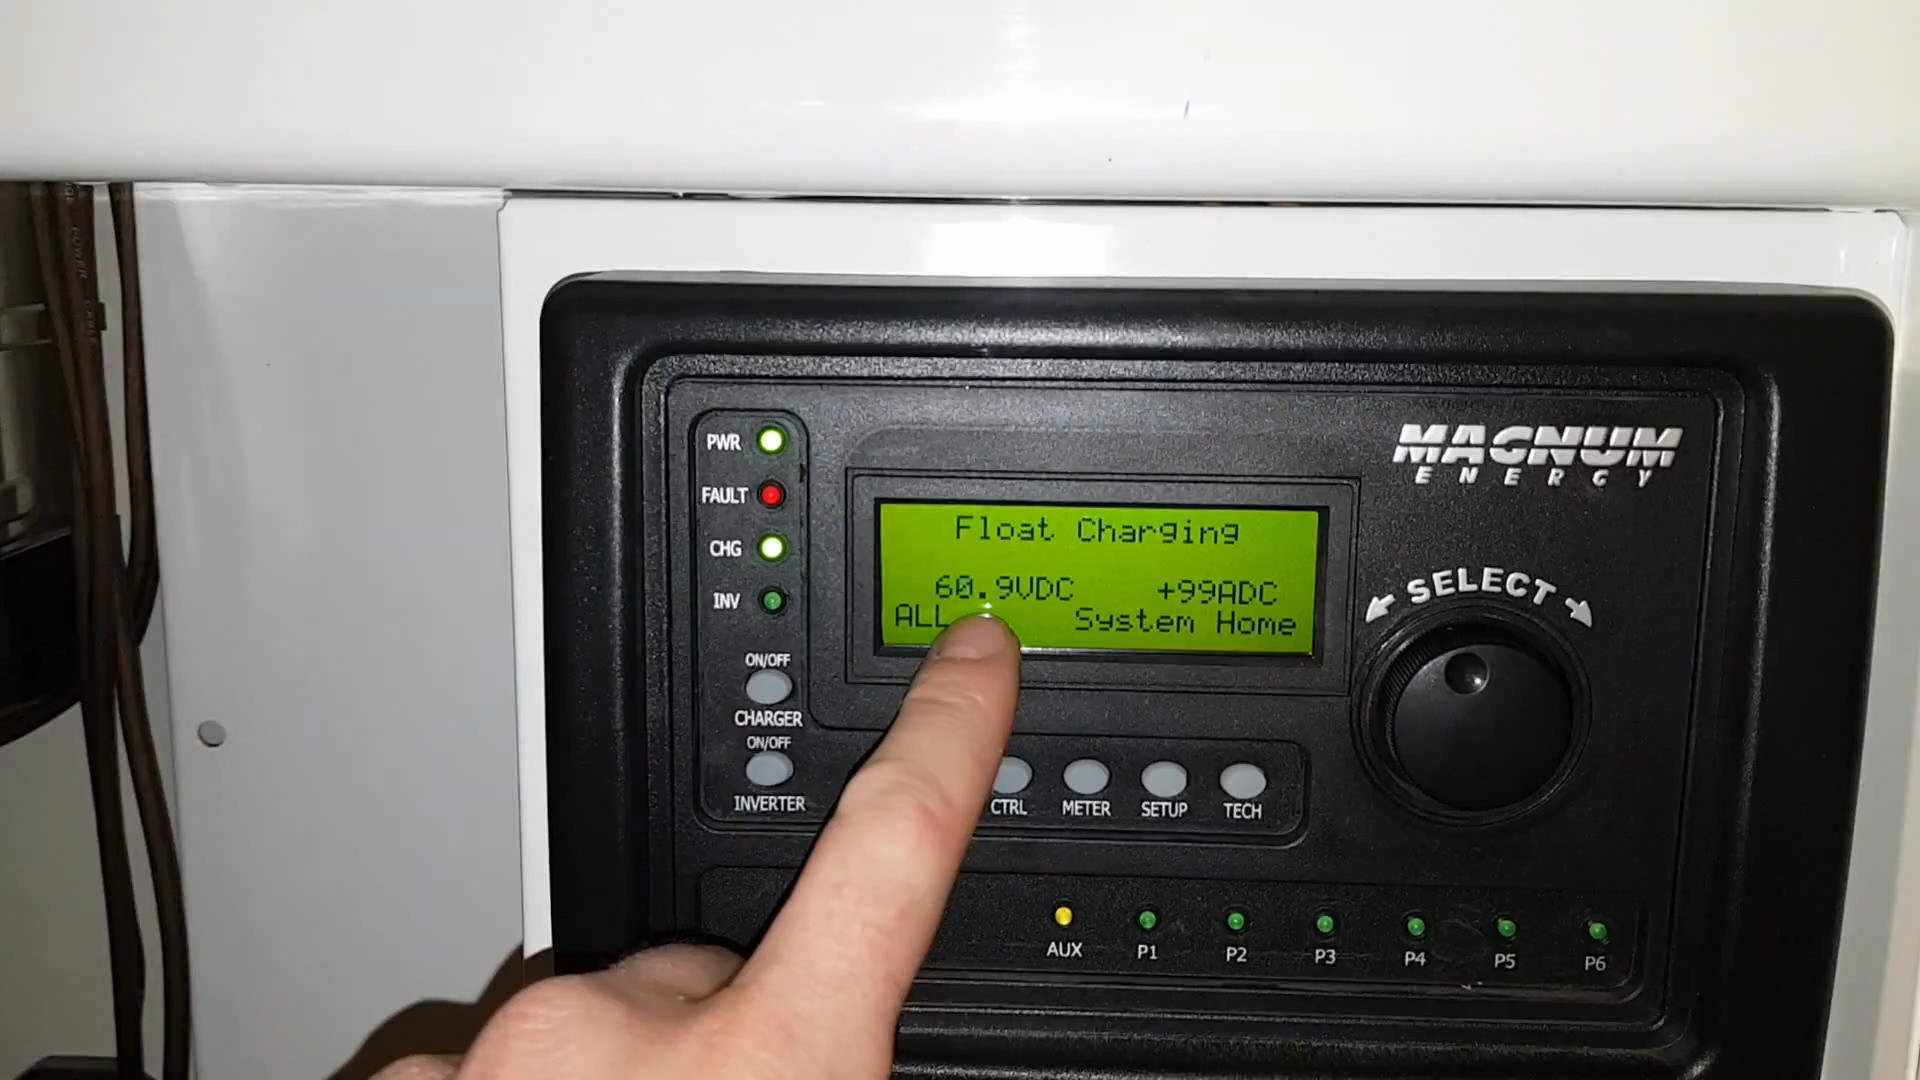 MAGNUM
ENERGY
PWR
FAULT
CHG
INV
Float Charging
60.9VDC +99ADC
ALL System Home
SELECT
ON/OFF
CHARGER
ON/OFF
INVERTER
CTRL METER SETUP TECH
AUX P1 P2 P3 P4 P5 P6